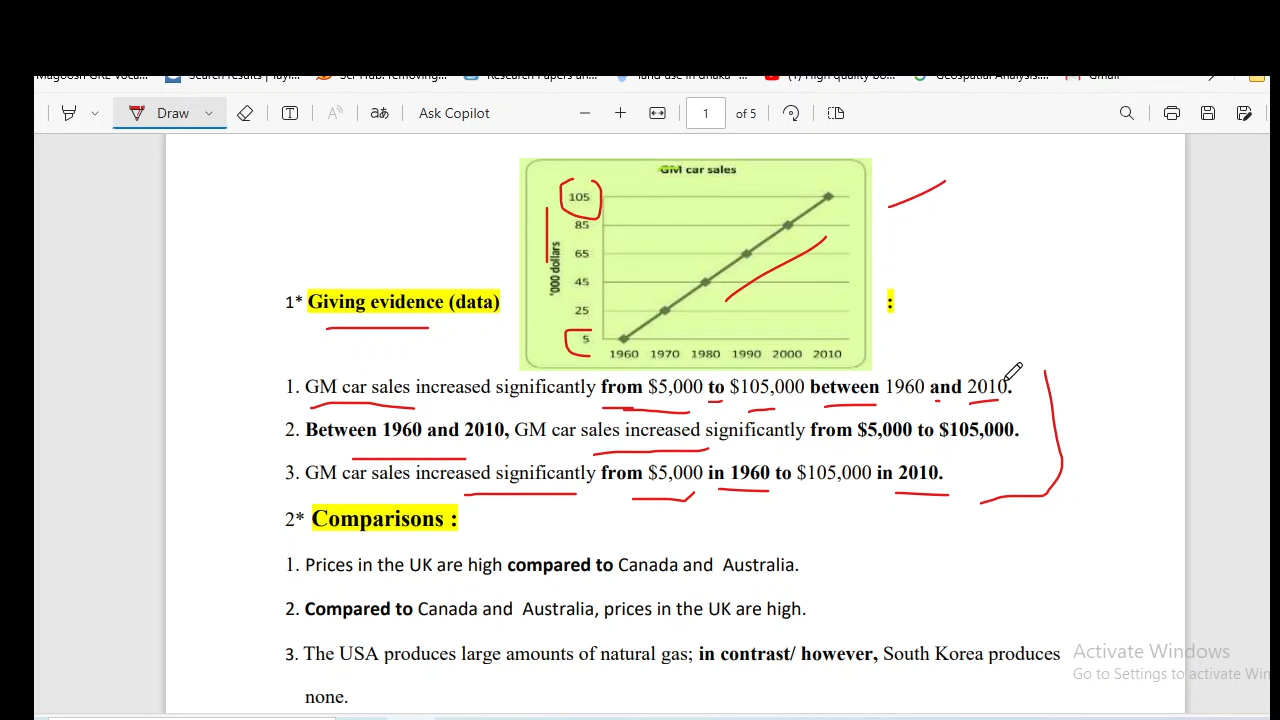 Draw
Ask Copilot
1
of 5
GM car sales
105
85
65
45
25
5
'000 dollars
1960 1970 1980 1990 2000 2010
1* Giving evidence (data) :
1. GM car sales increased significantly from $5,000 to $105,000 between 1960 and 2010.
2. Between 1960 and 2010, GM car sales increased significantly from $5,000 to $105,000.
3. GM car sales increased significantly from $5,000 in 1960 to $105,000 in 2010.
2* Comparisons :
1. Prices in the UK are high compared to Canada and Australia.
2. Compared to Canada and Australia, prices in the UK are high.
3. The USA produces large amounts of natural gas; in contrast/ however, South Korea produces
none.
Activate Windows
Go to Settings to activate Win